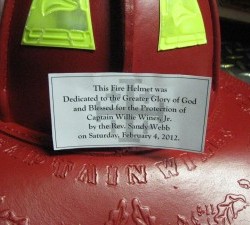 This Fire Helmet was
Dedicated to the Greater Glory of God
and Blessed for the Protection of
Captain Willie Wines, Jr.
by the Rev. Sandy Webb
on Saturday, February 4, 2012.